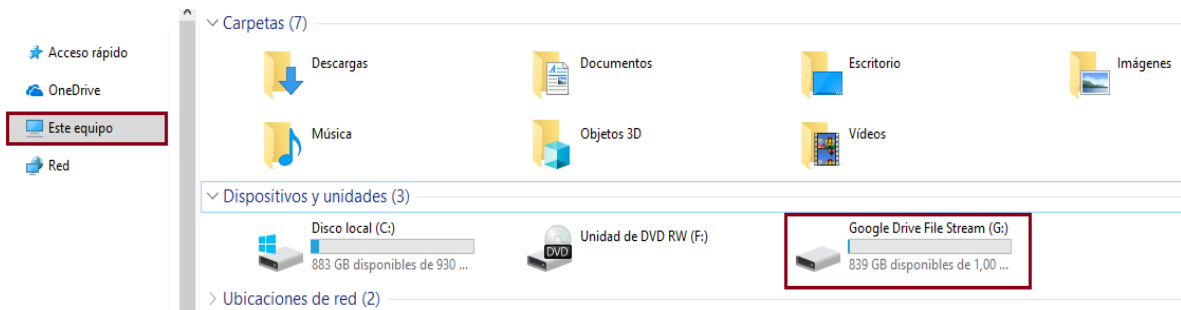 Acceso rápido
OneDrive
Este equipo
Red
Carpetas (7)
Descargas
Documentos
Escritorio
Imágenes
Música
Objetos 3D
Vídeos
Dispositivos y unidades (3)
Disco local (C:)
883 GB disponibles de 930 ...
Unidad de DVD RW (F:)
DVD
Google Drive File Stream (G:)
839 GB disponibles de 1,00 ...
Ubicaciones de red (2)